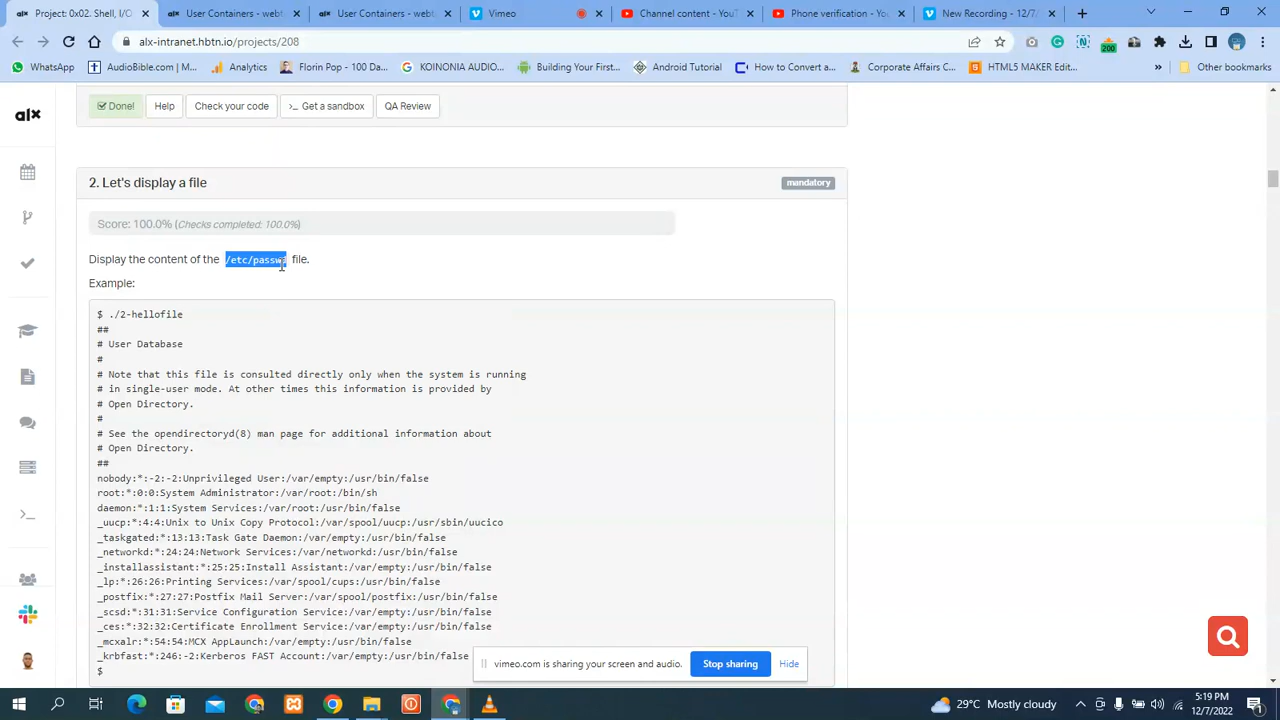 Project: 0x02. Shell, I/O
User Containers - webt
User Containers - webt
Vimeo
Channel content - YouT
Phone verification - You
New Recording - 12/7/
alx-intranet.hbtn.io/projects/208
200
WhatsApp
AudioBible.com | M...
Analytics
Florin Pop - 100 Da...
KOINONIA AUDIO...
Building Your First...
Android Tutorial
How to Convert a...
Corporate Affairs C...
HTML5 MAKER Edit...
»
Other bookmarks
alx
Done!
Help
Check your code
>_ Get a sandbox
QA Review
2. Let's display a file
mandatory
Score: 100.0% (Checks completed: 100.0%)
Display the content of the /etc/passwd file.
Example:
$ ./2-hellofile
##
# User Database
#
# Note that this file is consulted directly only when the system is running
# in single-user mode. At other times this information is provided by
# Open Directory.
#
# See the opendirectoryd(8) man page for additional information about
# Open Directory.
##
nobody:*:-2:-2:Unprivileged User:/var/empty:/usr/bin/false
root:*:0:0:System Administrator:/var/root:/bin/sh
daemon:*:1:1:System Services:/var/root:/usr/bin/false
_uucp:*:4:4:Unix to Unix Copy Protocol:/var/spool/uucp:/usr/sbin/uucico
_taskgated:*:13:13:Task Gate Daemon:/var/empty:/usr/bin/false
_networkd:*:24:24:Network Services:/var/networkd:/usr/bin/false
_installassistant:*:25:25:Install Assistant:/var/empty:/usr/bin/false
_lp:*:26:26:Printing Services:/var/spool/cups:/usr/bin/false
_postfix:*:27:27:Postfix Mail Server:/var/spool/postfix:/usr/bin/false
_scsd:*:31:31:Service Configuration Service:/var/empty:/usr/bin/false
_ces:*:32:32:Certificate Enrollment Service:/var/empty:/usr/bin/false
_mcxalr:*:54:54:MCX AppLaunch:/var/empty:/usr/bin/false
_krbfast:*:246:-2:Kerberos FAST Account:/var/empty:/usr/bin/false
$
vimeo.com is sharing your screen and audio.
Stop sharing
Hide
29°C Mostly cloudy
5:19 PM
12/7/2022